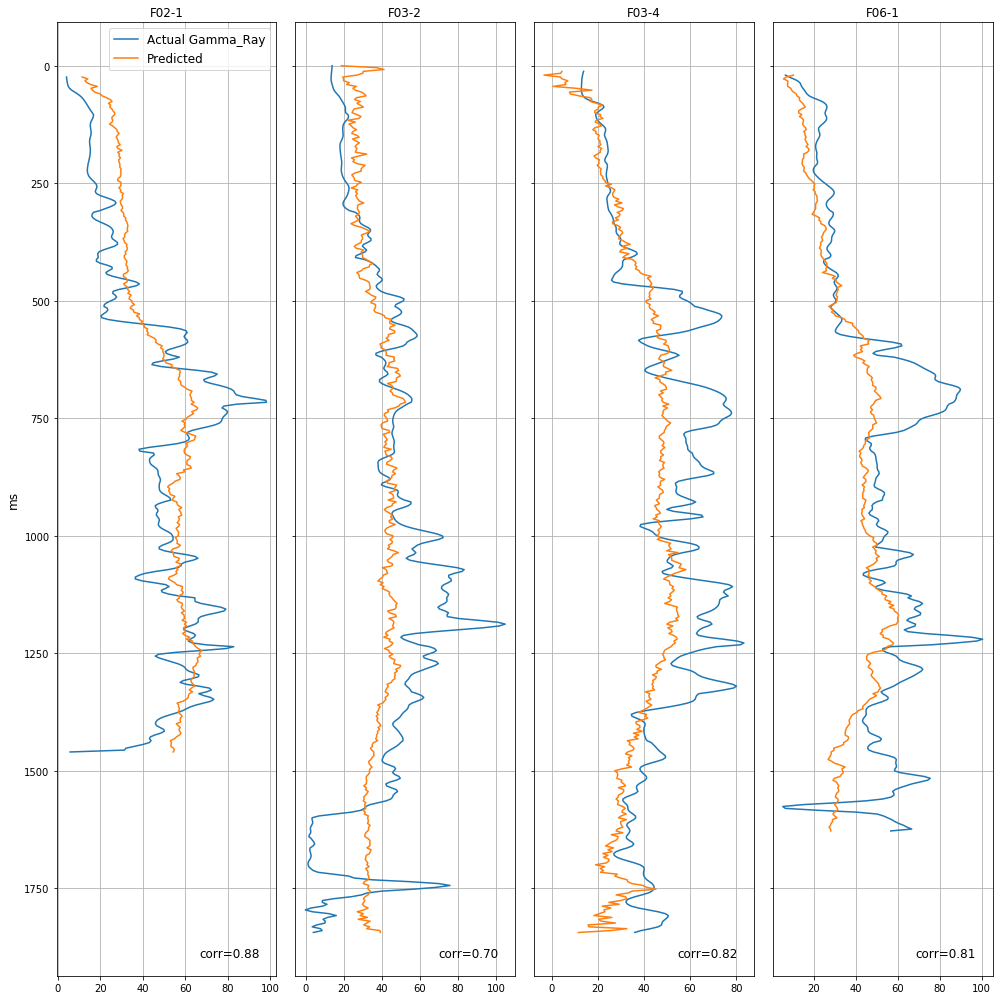 F02-1
F03-2
F03-4
F06-1
Actual Gamma_Ray
Predicted
0
250
500
750
1000
1250
1500
1750
ms
corr=0.88
corr=0.70
corr=0.82
corr=0.81
0 20 40 60 80 100
0 20 40 60 80 100
0 20 40 60 80
20 40 60 80 100